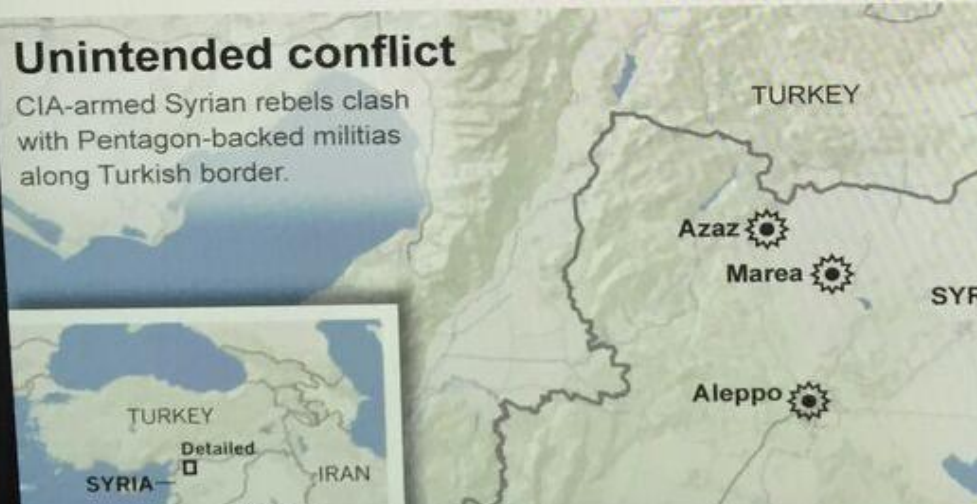 Unintended conflict
CIA-armed Syrian rebels clash
with Pentagon-backed militias
along Turkish border.
TURKEY
Azaz
Marea
SYR
Aleppo
TURKEY
Detailed
SYRIA
IRAN